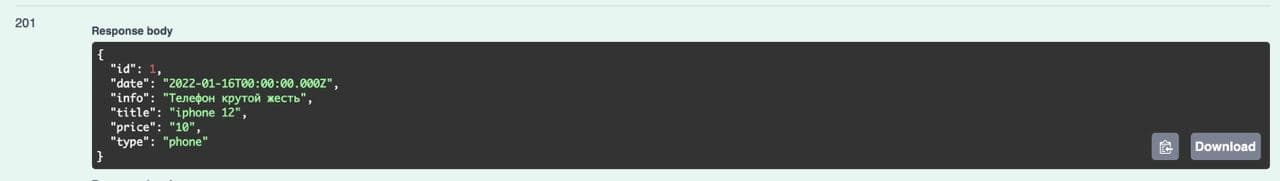 201
Response body
{
  "id": 1,
  "date": "2022-01-16T00:00:00.000Z",
  "info": "Телефон крутой жесть",
  "title": "iphone 12",
  "price": "10",
  "type": "phone"
}
Download